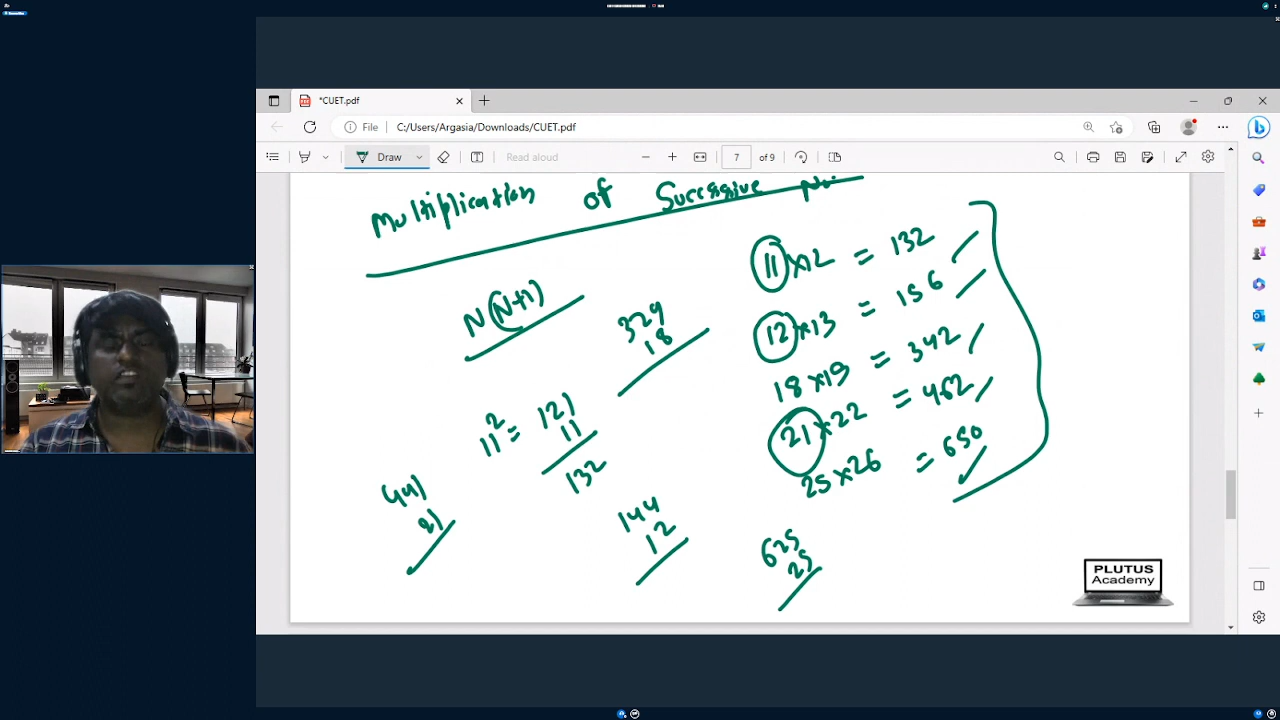 *CUET.pdf
File C:/Users/Argasia/Downloads/CUET.pdf
Draw Read aloud 7 of 9
Multiplication of Successive
N(N+1)
329
18
11² = 121
11
132
441
21
144
12
625
25
11×12 = 132
12×13 = 156
18×19 = 342
21×22 = 462
25×26 = 650
PLUTUS
Academy